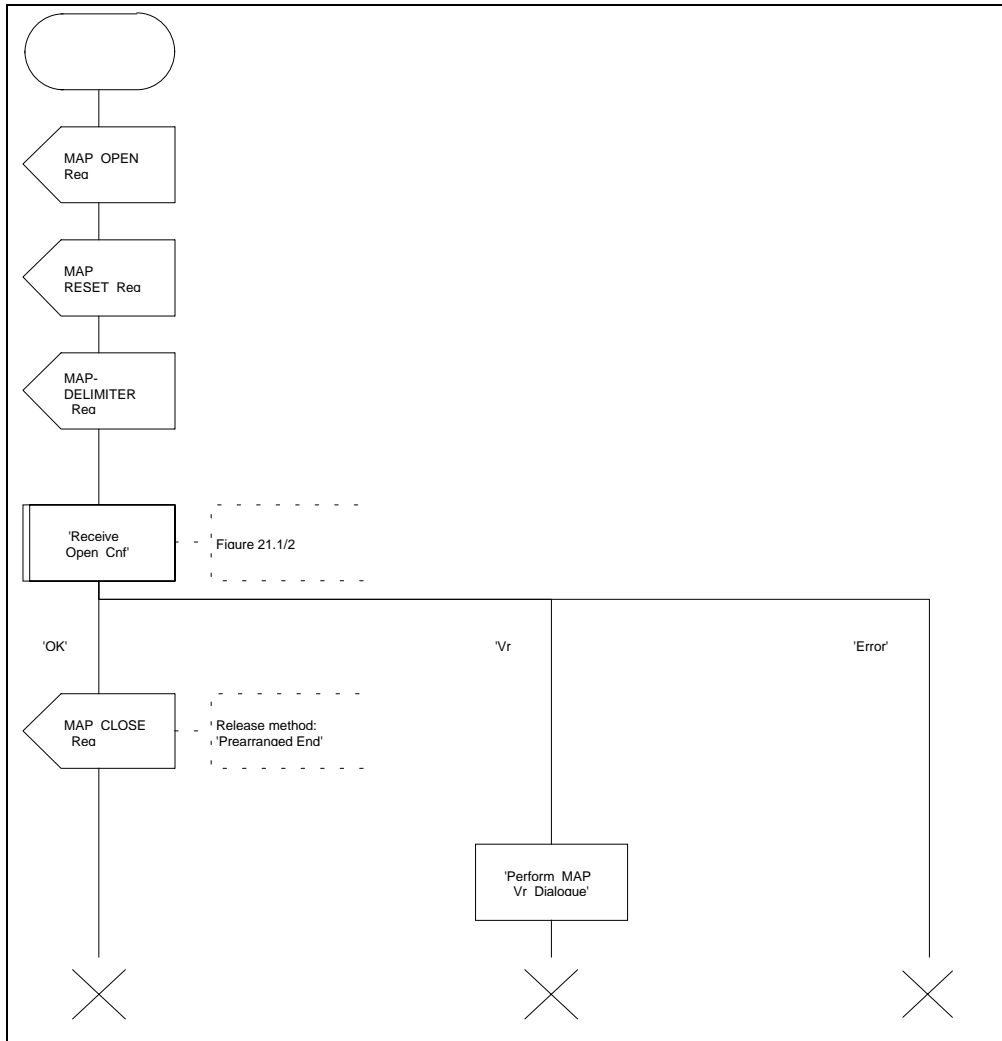 MAP OPEN
Req
MAP
RESET Req
MAP-
DELIMITER
Req
'Receive
Open Cnf'
Figure 21.1/2
'OK'
'Vr
'Error'
MAP CLOSE
Req
Release method:
'Prearranged End'
'Perform MAP
Vr Dialogue'